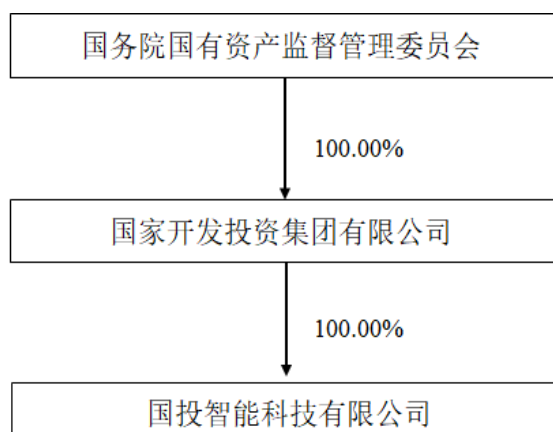 国务院国有资产监督管理委员会
100.00%
国家开发投资集团有限公司
100.00%
国投智能科技有限公司